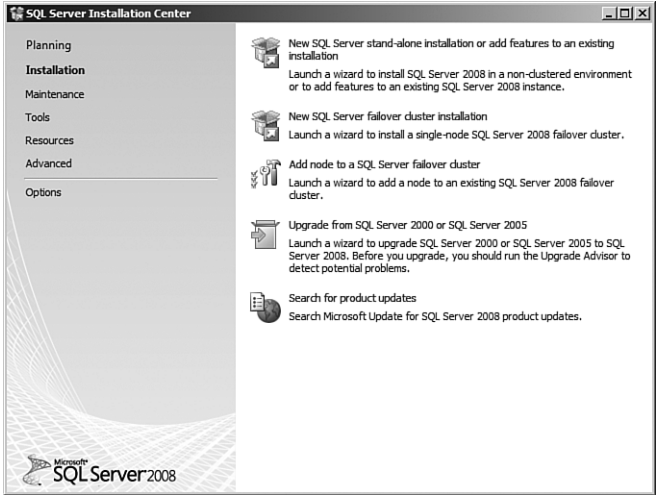 SQL Server Installation Center
Planning
Installation
Maintenance
Tools
Resources
Advanced
Options
New SQL Server stand-alone installation or add features to an existing
installation
Launch a wizard to install SQL Server 2008 in a non-clustered environment
or to add features to an existing SQL Server 2008 instance.
New SQL Server failover cluster installation
Launch a wizard to install a single-node SQL Server 2008 failover cluster.
Add node to a SQL Server failover cluster
Launch a wizard to add a node to an existing SQL Server 2008 failover
cluster.
Upgrade from SQL Server 2000 or SQL Server 2005
Launch a wizard to upgrade SQL Server 2000 or SQL Server 2005 to SQL
Server 2008. Before you upgrade, you should run the Upgrade Advisor to
detect potential problems.
Search for product updates
Search Microsoft Update for SQL Server 2008 product updates.
Microsoft
SQL Server 2008